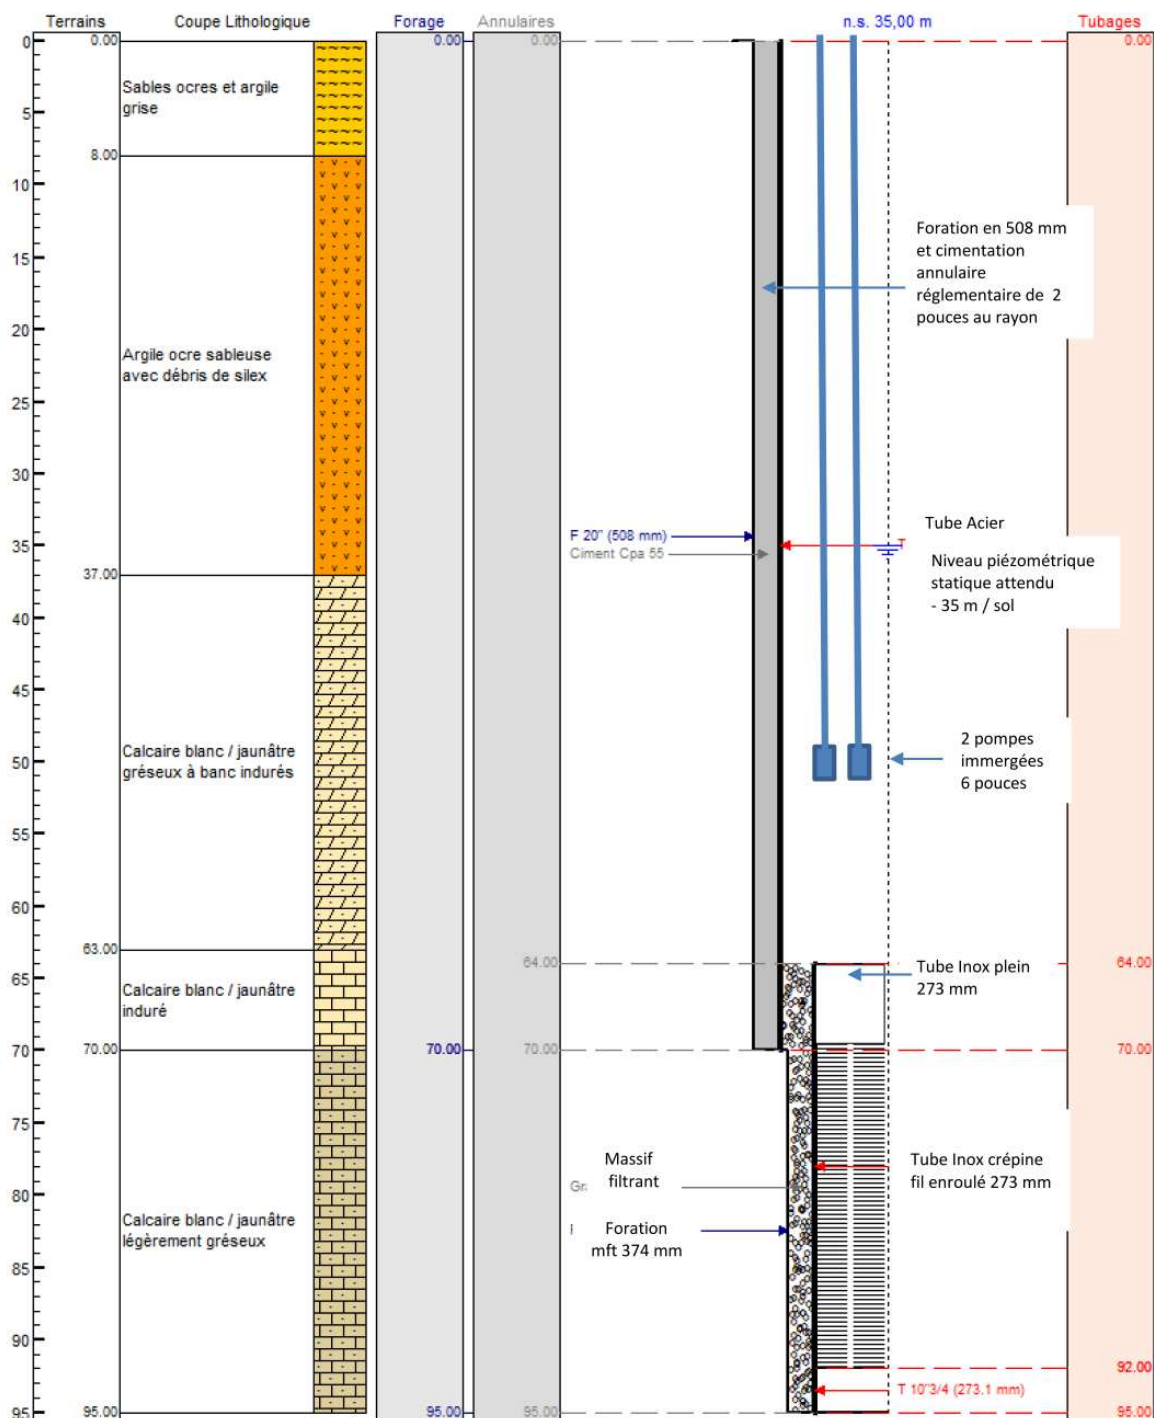 Terrains Coupe Lithologique Forage Annulaires n.s. 35,00 m Tubages
0 0.00 0.00 0.00 0.00
Sables ocres et argile
grise
5
8.00
10
Foration en 508 mm
et cimentation
annulaire
réglementaire de 2
pouces au rayon
15
20
Argile ocre sableuse
avec débris de silex
25
30
Tube Acier
F 20" (508 mm)
Ciment Cpa 55
35
Niveau piézométrique
statique attendu
- 35 m / sol
37.00
40
45
2 pompes
immergées
6 pouces
Calcaire blanc / jaunâtre
gréseux à banc indurés
50
55
60
63.00
64.00 64.00
65
Tube Inox plein
273 mm
Calcaire blanc / jaunâtre
induré
70 70.00 70.00 70.00 70.00
75
Massif
filtrant
Tube Inox crépine
fil enroulé 273 mm
80
Calcaire blanc / jaunâtre
légèrement gréseux
Foration
mft 374 mm
85
90
92.00
T 10"3/4 (273.1 mm)
95 95.00 95.00 95.00 95.00